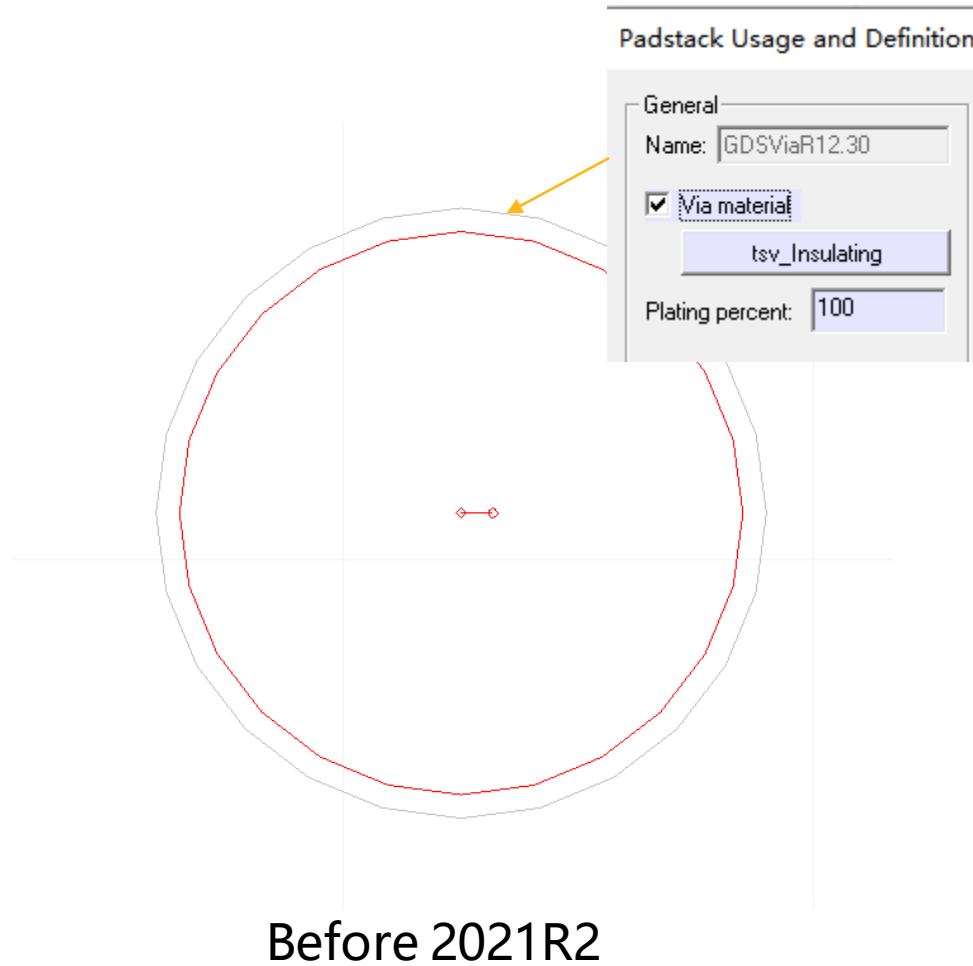 Padstack Usage and Definition
General
Name: GDSViaR12.30
Via material
tsv_Insulating
Plating percent: 100
Before 2021R2